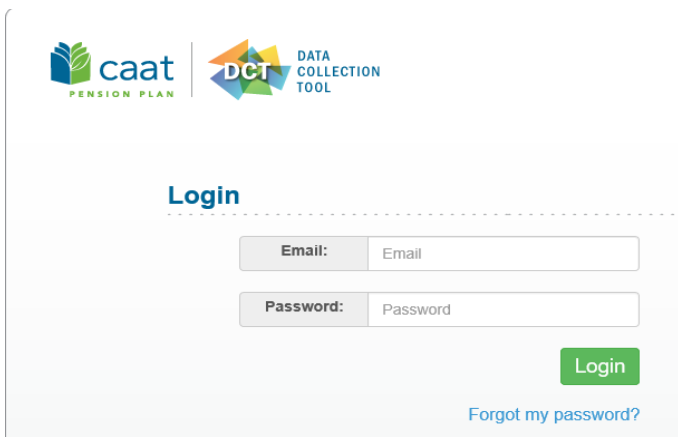 caat
PENSION PLAN
DCT
DATA
COLLECTION
TOOL
Login
Email:
Email
Password:
Password
Login
Forgot my password?